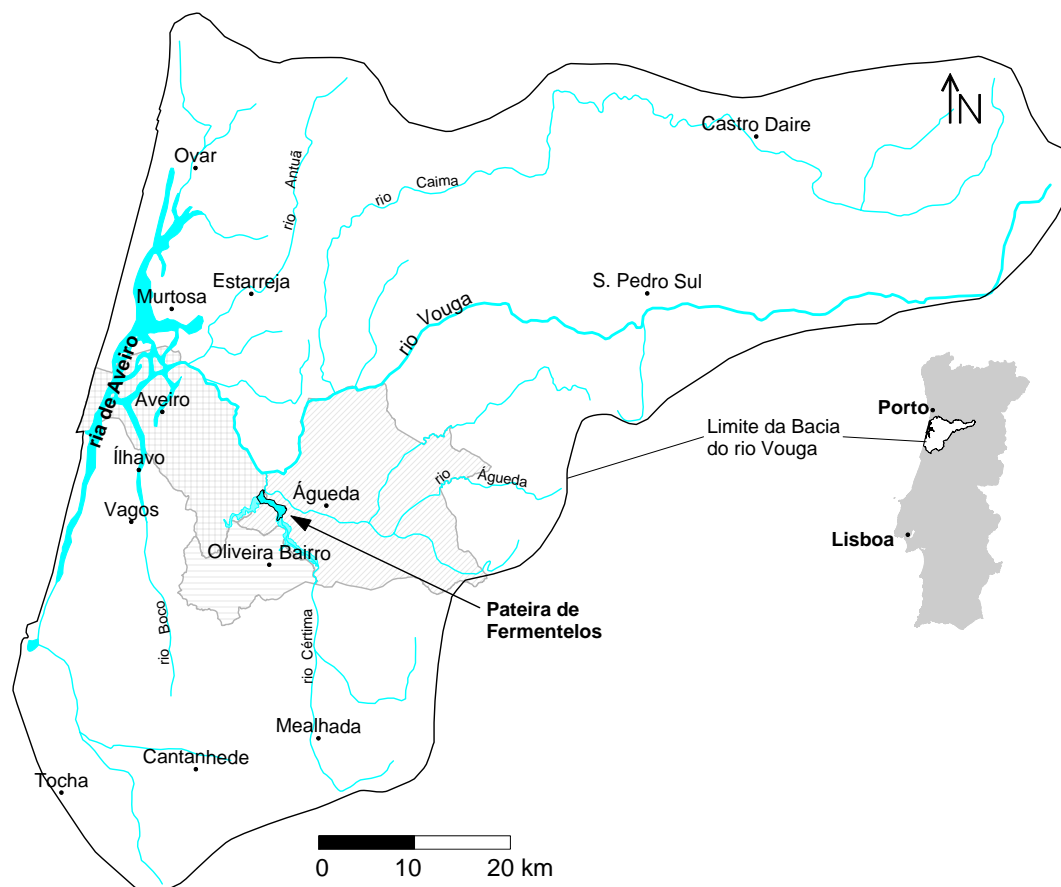 N
Castro Daire
Ovar
rio Antuã
rio Caima
Estarreja
S. Pedro Sul
Murtosa
rio Vouga
ria de Aveiro
Aveiro
Porto
Limite da Bacia
do rio Vouga
Ílhavo
rio Águeda
Águeda
Vagos
Lisboa
Oliveira Bairro
Pateira de
Fermentelos
rio Boco
rio Cértima
Mealhada
Cantanhede
Tocha
0 10 20 km